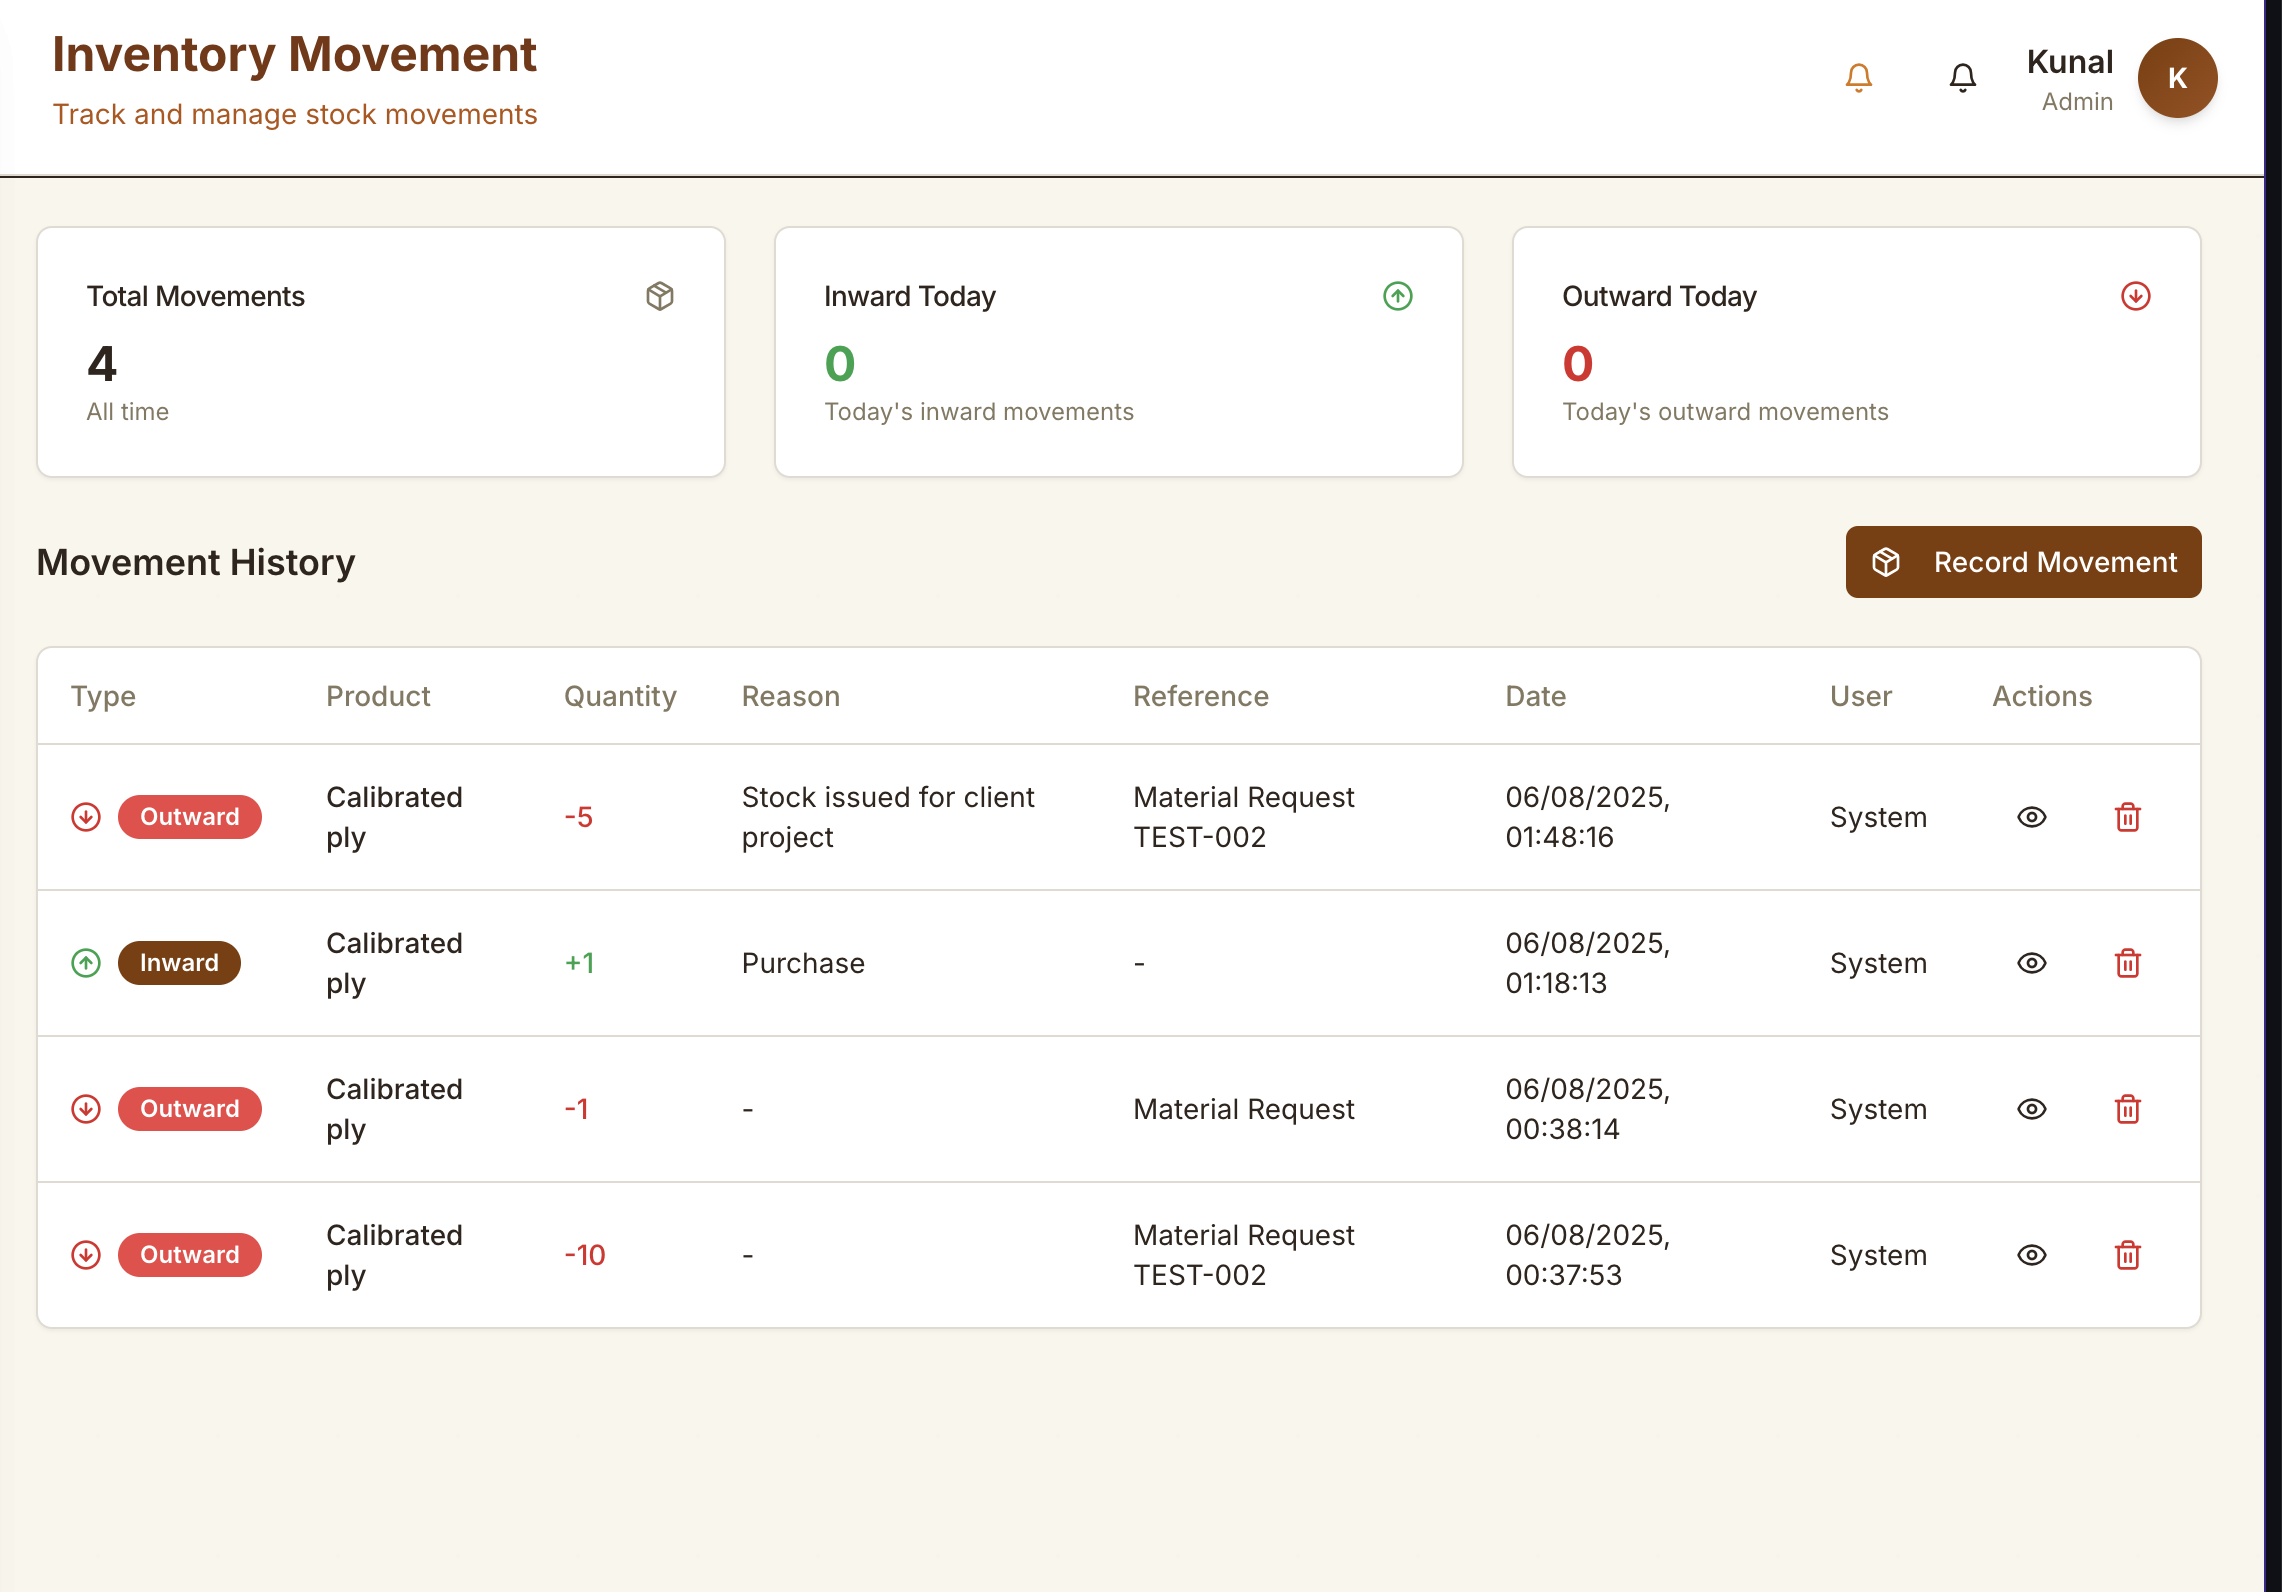 Inventory Movement
Track and manage stock movements
Kunal
Admin
K
Total Movements
4
All time
Inward Today
0
Today's inward movements
Outward Today
0
Today's outward movements
Movement History
Record Movement
Type Product Quantity Reason Reference Date User Actions
Outward
Calibrated
ply
-5
Stock issued for client
project
Material Request
TEST-002
06/08/2025,
01:48:16
System
Inward
Calibrated
ply
+1
Purchase
-
06/08/2025,
01:18:13
System
Outward
Calibrated
ply
-1
-
Material Request
06/08/2025,
00:38:14
System
Outward
Calibrated
ply
-10
-
Material Request
TEST-002
06/08/2025,
00:37:53
System